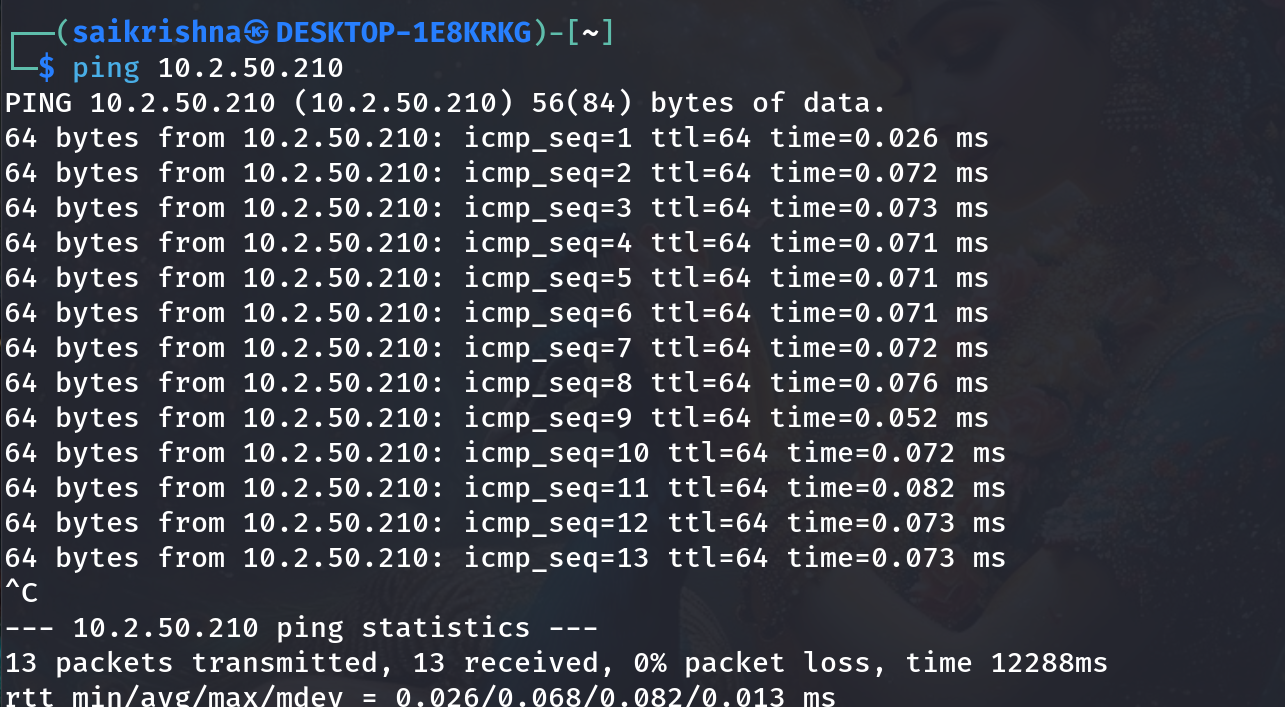 ┌──(saikrishna㉿DESKTOP-1E8KRKG)-[~]
└─$ ping 10.2.50.210
PING 10.2.50.210 (10.2.50.210) 56(84) bytes of data.
64 bytes from 10.2.50.210: icmp_seq=1 ttl=64 time=0.026 ms
64 bytes from 10.2.50.210: icmp_seq=2 ttl=64 time=0.072 ms
64 bytes from 10.2.50.210: icmp_seq=3 ttl=64 time=0.073 ms
64 bytes from 10.2.50.210: icmp_seq=4 ttl=64 time=0.071 ms
64 bytes from 10.2.50.210: icmp_seq=5 ttl=64 time=0.071 ms
64 bytes from 10.2.50.210: icmp_seq=6 ttl=64 time=0.071 ms
64 bytes from 10.2.50.210: icmp_seq=7 ttl=64 time=0.072 ms
64 bytes from 10.2.50.210: icmp_seq=8 ttl=64 time=0.076 ms
64 bytes from 10.2.50.210: icmp_seq=9 ttl=64 time=0.052 ms
64 bytes from 10.2.50.210: icmp_seq=10 ttl=64 time=0.072 ms
64 bytes from 10.2.50.210: icmp_seq=11 ttl=64 time=0.082 ms
64 bytes from 10.2.50.210: icmp_seq=12 ttl=64 time=0.073 ms
64 bytes from 10.2.50.210: icmp_seq=13 ttl=64 time=0.073 ms
^C
--- 10.2.50.210 ping statistics ---
13 packets transmitted, 13 received, 0% packet loss, time 12288ms
rtt min/avg/max/mdev = 0.026/0.068/0.082/0.013 ms